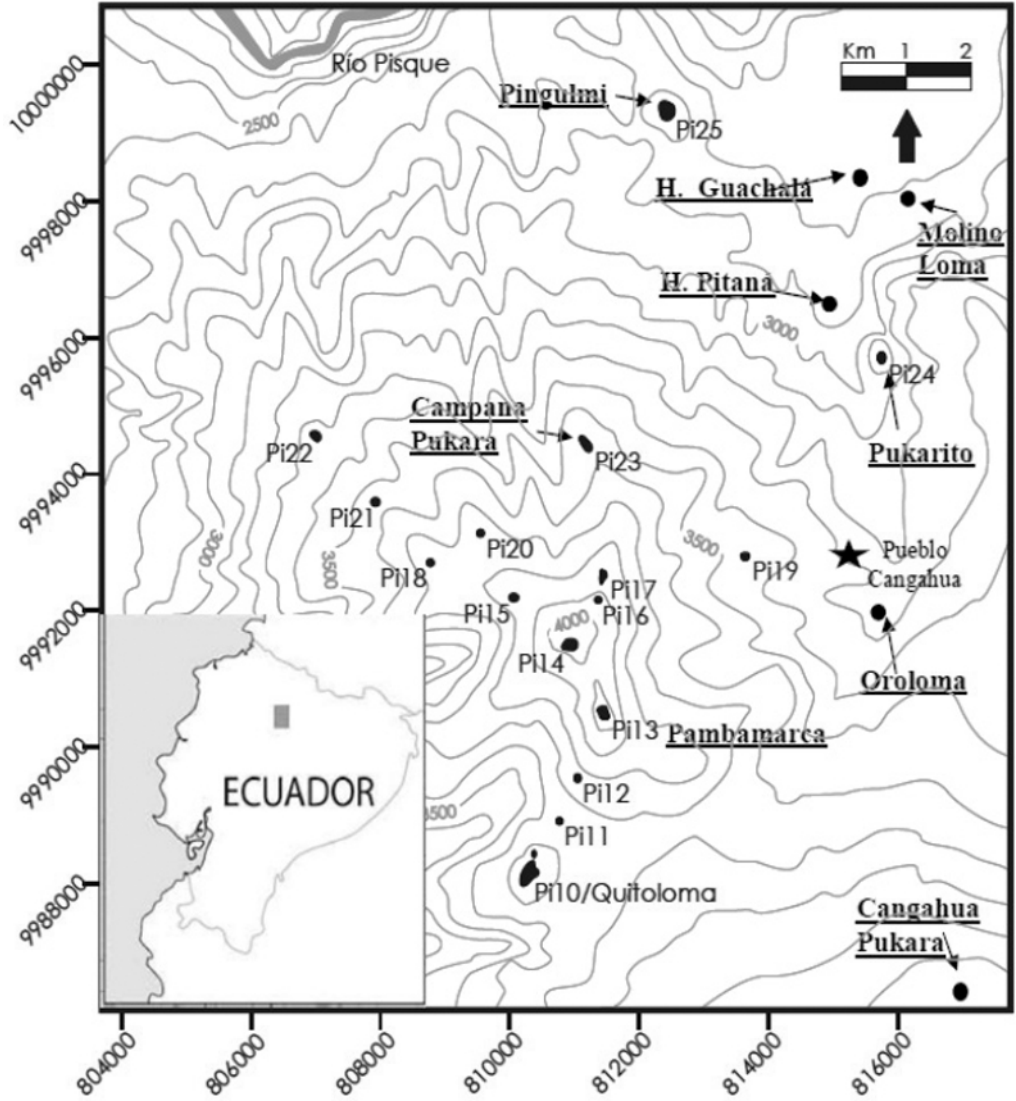 Km 1 2
Río Pisque
10000000
Pingulmi
2500
Pi25
H. Guachalá
9998000
Molino
Loma
H. Pitaná
3000
9996000
Pi24
Campana
Pukara
Pukarito
Pi22
Pi23
9994000
Pi21
3500
Pueblo
Cangahua
3000
Pi20
3500
Pi18
Pi19
Pi17
Pi15
Pi16
9992000
4000
Pi14
Oroloma
Pi13
Pambamarca
9990000
ECUADOR
Pi12
3500
Pi11
9988000
Pi10/Quitoloma
Cangahua
Pukara
804000
806000
808000
810000
812000
814000
816000